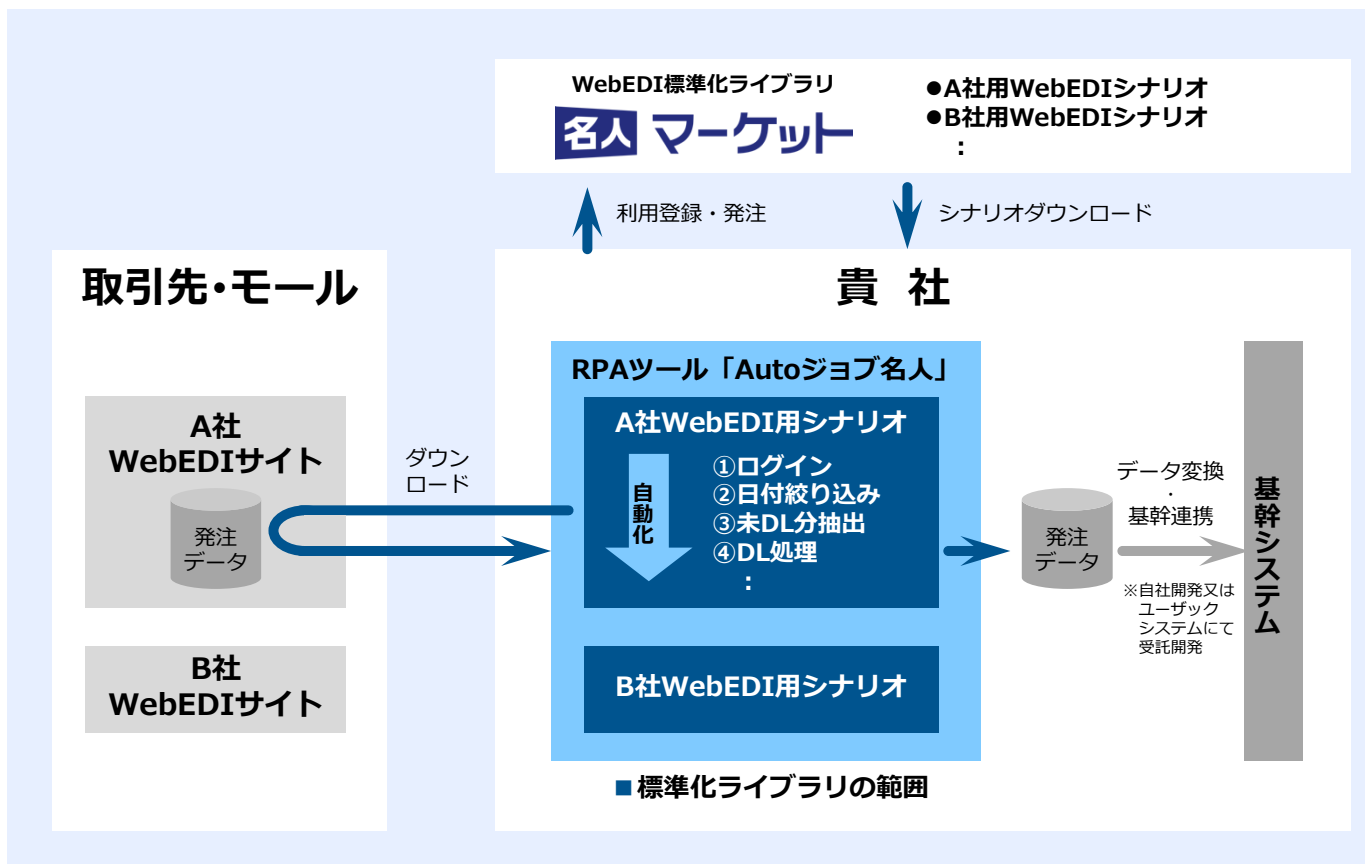 WebEDI標準化ライブラリ
名人 マーケット
●A社用WebEDIシナリオ
●B社用WebEDIシナリオ
:
利用登録・発注
シナリオダウンロード
取引先・モール
A社
WebEDIサイト
発注
データ
B社
WebEDIサイト
ダウン
ロード
貴 社
RPAツール「Autoジョブ名人」
A社WebEDI用シナリオ
自動化
①ログイン
②日付絞り込み
③未DL分抽出
④DL処理
:
B社WebEDI用シナリオ
■標準化ライブラリの範囲
発注
データ
データ変換
・
基幹連携
※自社開発又は
ユーザック
システムにて
受託開発
基幹システム